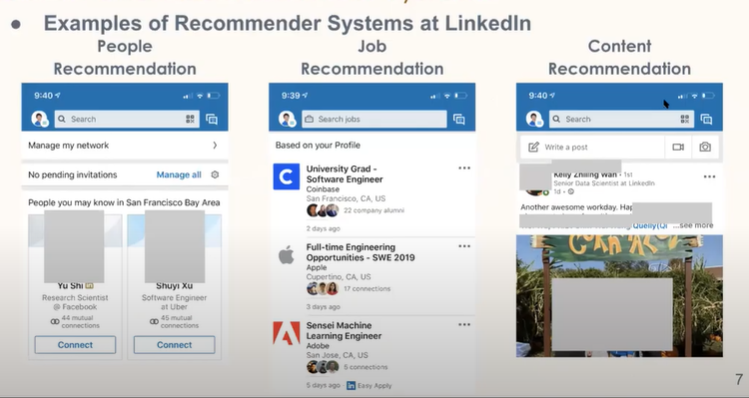 ● Examples of Recommender Systems at LinkedIn
People
Recommendation
Job
Recommendation
Content
Recommendation
9:40
Search
Manage my network
No pending invitations Manage all
People you may know in San Francisco Bay Area
Yu Shi
Research Scientist
@ Facebook
44 mutual
connections
Connect
Shuyi Xu
Software Engineer
at Uber
45 mutual
connections
Connect
9:39
Search jobs
Based on your Profile
University Grad -
Software Engineer
Coinbase
San Francisco, CA, US
22 company alumni
2 days ago
Full-time Engineering
Opportunities - SWE 2019
Apple
Cupertino, CA, US
17 connections
3 days ago
Sensei Machine
Learning Engineer
Adobe
San Jose, CA, US
5 connections
5 days ago · in Easy Apply
9:40
Search
Write a post
Kelly Zhiling Wan · 1st
Senior Data Scientist at LinkedIn
1d
Another awesome workday.
...see more
7